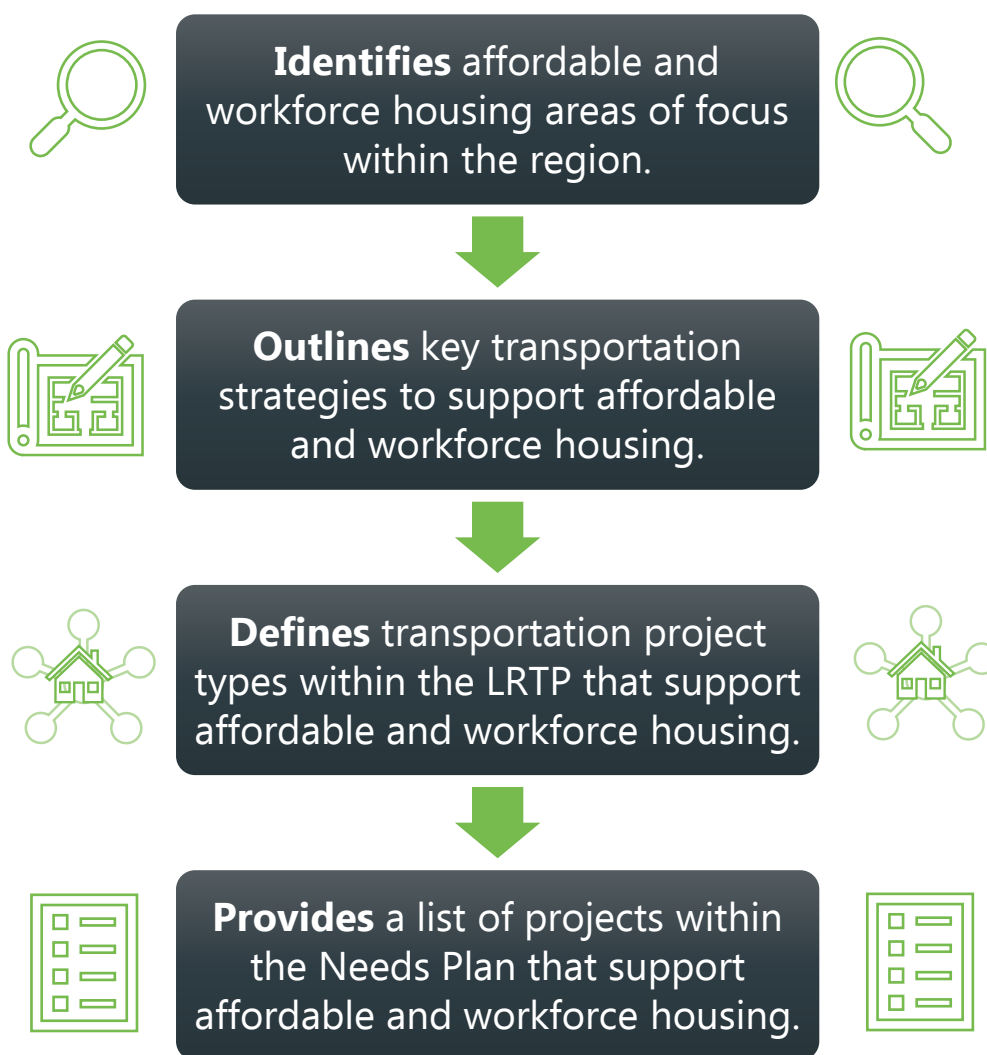 Identifies affordable and
workforce housing areas of focus
within the region.
Outlines key transportation
strategies to support affordable
and workforce housing.
Defines transportation project
types within the LRTP that support
affordable and workforce housing.
Provides a list of projects within
the Needs Plan that support
affordable and workforce housing.